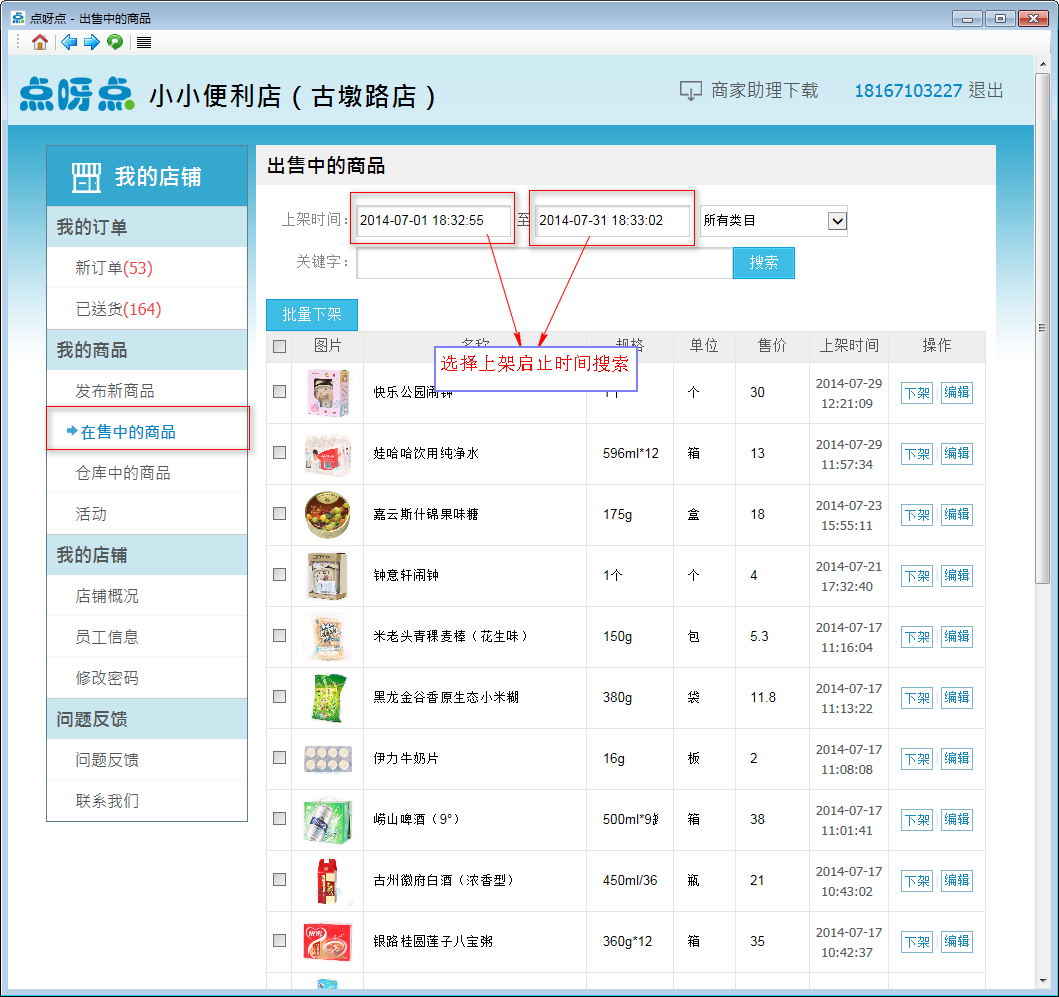 点呀点 - 出售中的商品
点呀点 小小便利店(古墩路店) 商家助理下载 18167103227 退出
我的店铺
我的订单
新订单(53)
已送货(164)
我的商品
发布新商品
在售中的商品
仓库中的商品
活动
我的店铺
店铺概况
员工信息
修改密码
问题反馈
问题反馈
联系我们
出售中的商品
上架时间: 2014-07-01 18:32:55 至 2014-07-31 18:33:02 所有类目
关键字: 搜索
批量下架
图片 名称 规格 单位 售价 上架时间 操作
选择上架启止时间搜索
快乐公园闹钟 1个 个 30 2014-07-29 12:21:09 下架 编辑
娃哈哈饮用纯净水 596ml*12 箱 13 2014-07-29 11:57:34 下架 编辑
嘉云斯什锦果味糖 175g 盒 18 2014-07-23 15:55:11 下架 编辑
钟意轩闹钟 1个 个 4 2014-07-21 17:32:40 下架 编辑
米老头青稞麦棒(花生味) 150g 包 5.3 2014-07-17 11:16:04 下架 编辑
黑龙金谷香原生态小米糊 380g 袋 11.8 2014-07-17 11:13:22 下架 编辑
伊力牛奶片 16g 板 2 2014-07-17 11:08:08 下架 编辑
崂山啤酒(9°) 500ml*9 箱 38 2014-07-17 11:01:41 下架 编辑
古州徽府白酒(浓香型) 450ml/36 瓶 21 2014-07-17 10:43:02 下架 编辑
银路桂圆莲子八宝粥 360g*12 箱 35 2014-07-17 10:42:37 下架 编辑